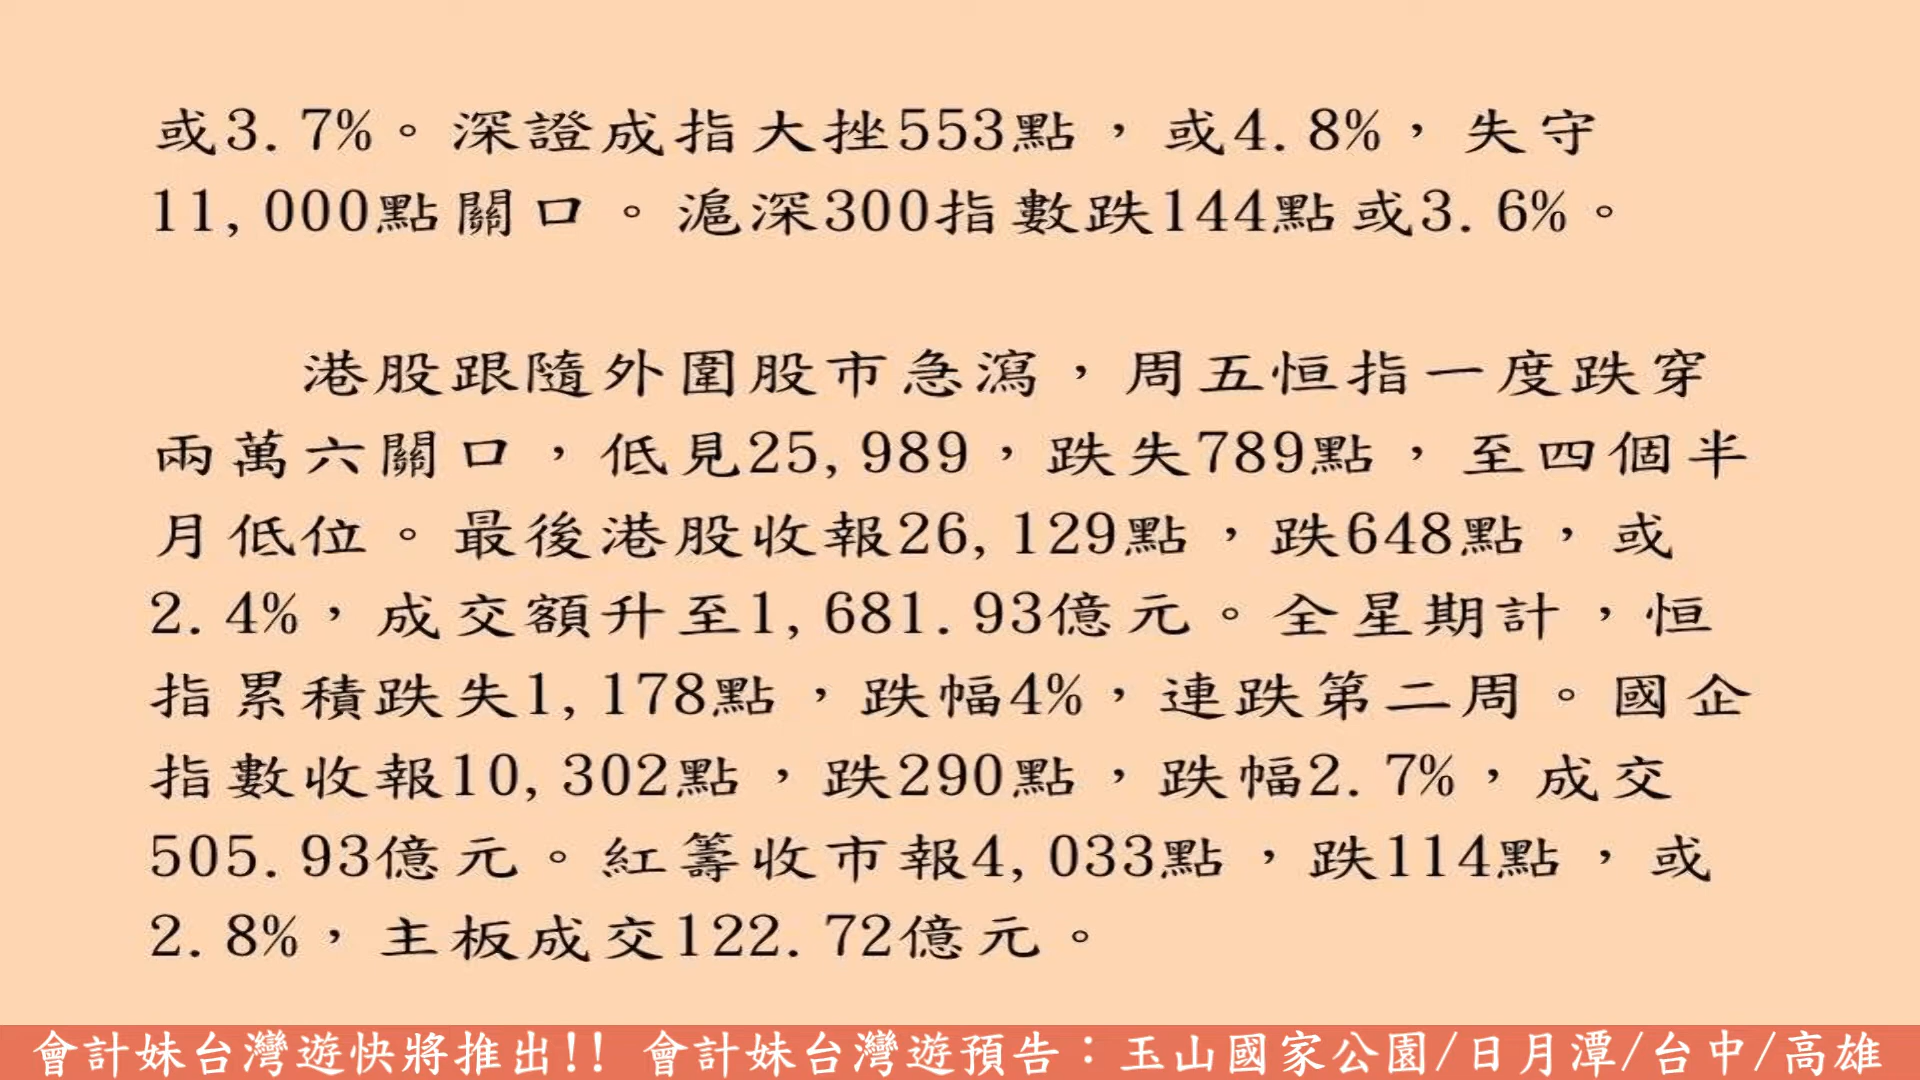 或3.7%。深證成指大挫553點，或4.8%，失守
11,000點關口。滬深300指數跌144點或3.6%。
港股跟隨外圍股市急瀉，周五恒指一度跌穿
兩萬六關口，低見25,989，跌失789點，至四個半
月低位。最後港股收報26,129點，跌648點，或
2.4%，成交額升至1,681.93億元。全星期計，恒
指累積跌失1,178點，跌幅4%，連跌第二周。國企
指數收報10,302點，跌290點，跌幅2.7%，成交
505.93億元。紅籌收市報4,033點，跌114點，或
2.8%，主板成交122.72億元。
會計妹台灣遊快將推出!! 會計妹台灣遊預告：玉山國家公園/日月潭/台中/高雄